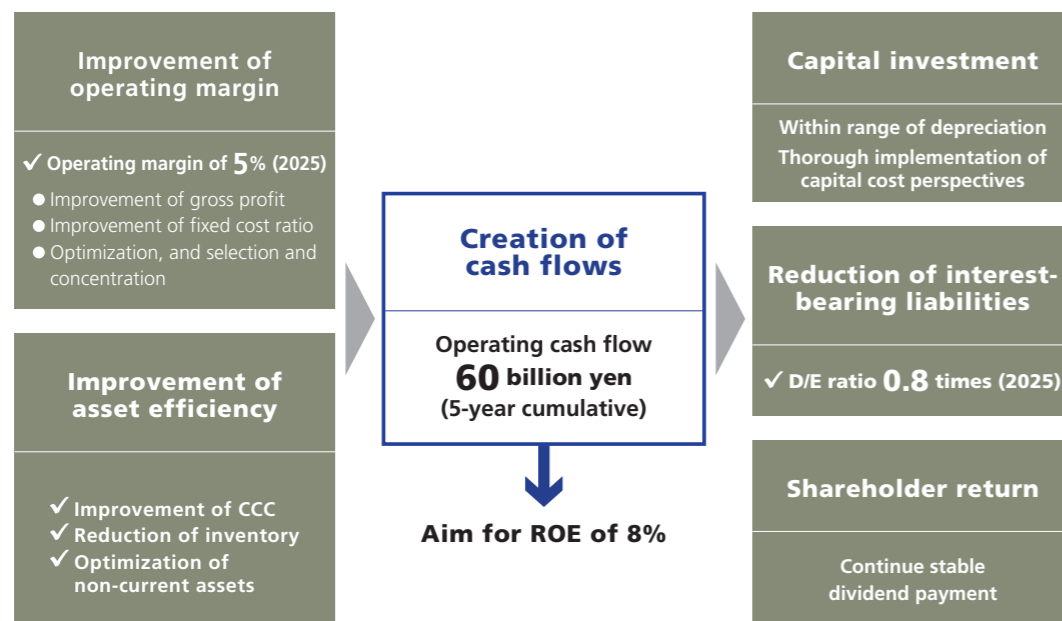 Improvement of
operating margin
✓ Operating margin of 5% (2025)
● Improvement of gross profit
● Improvement of fixed cost ratio
● Optimization, and selection and
concentration
Improvement of
asset efficiency
✓ Improvement of CCC
✓ Reduction of inventory
✓ Optimization of
non-current assets
Creation of
cash flows
Operating cash flow
60 billion yen
(5-year cumulative)
Aim for ROE of 8%
Capital investment
Within range of depreciation
Thorough implementation of
capital cost perspectives
Reduction of interest-
bearing liabilities
✓ D/E ratio 0.8 times (2025)
Shareholder return
Continue stable
dividend payment